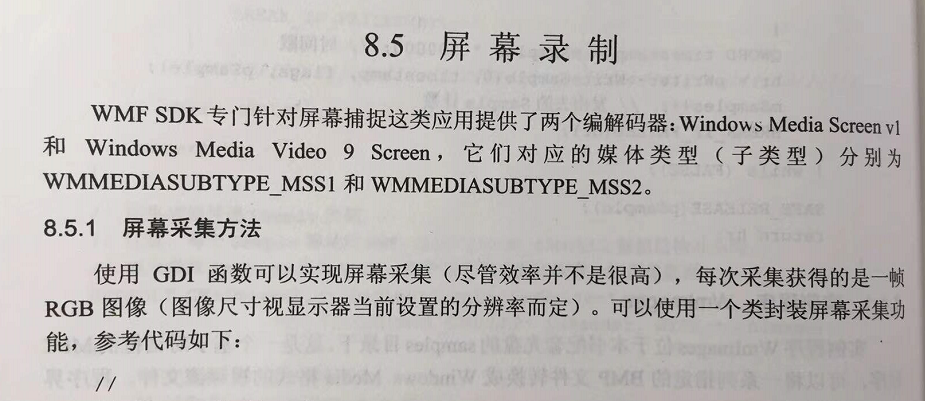 8.5 屏幕录制
WMF SDK 专门针对屏幕捕捉这类应用提供了两个编解码器：Windows Media Screen v1
和 Windows Media Video 9 Screen，它们对应的媒体类型（子类型）分别为
WMMEDIASUBTYPE_MSS1 和 WMMEDIASUBTYPE_MSS2。
8.5.1 屏幕采集方法
使用 GDI 函数可以实现屏幕采集（尽管效率并不是很高），每次采集获得的是一帧
RGB 图像（图像尺寸视显示器当前设置的分辨率而定）。可以使用一个类封装屏幕采集功
能，参考代码如下：
//